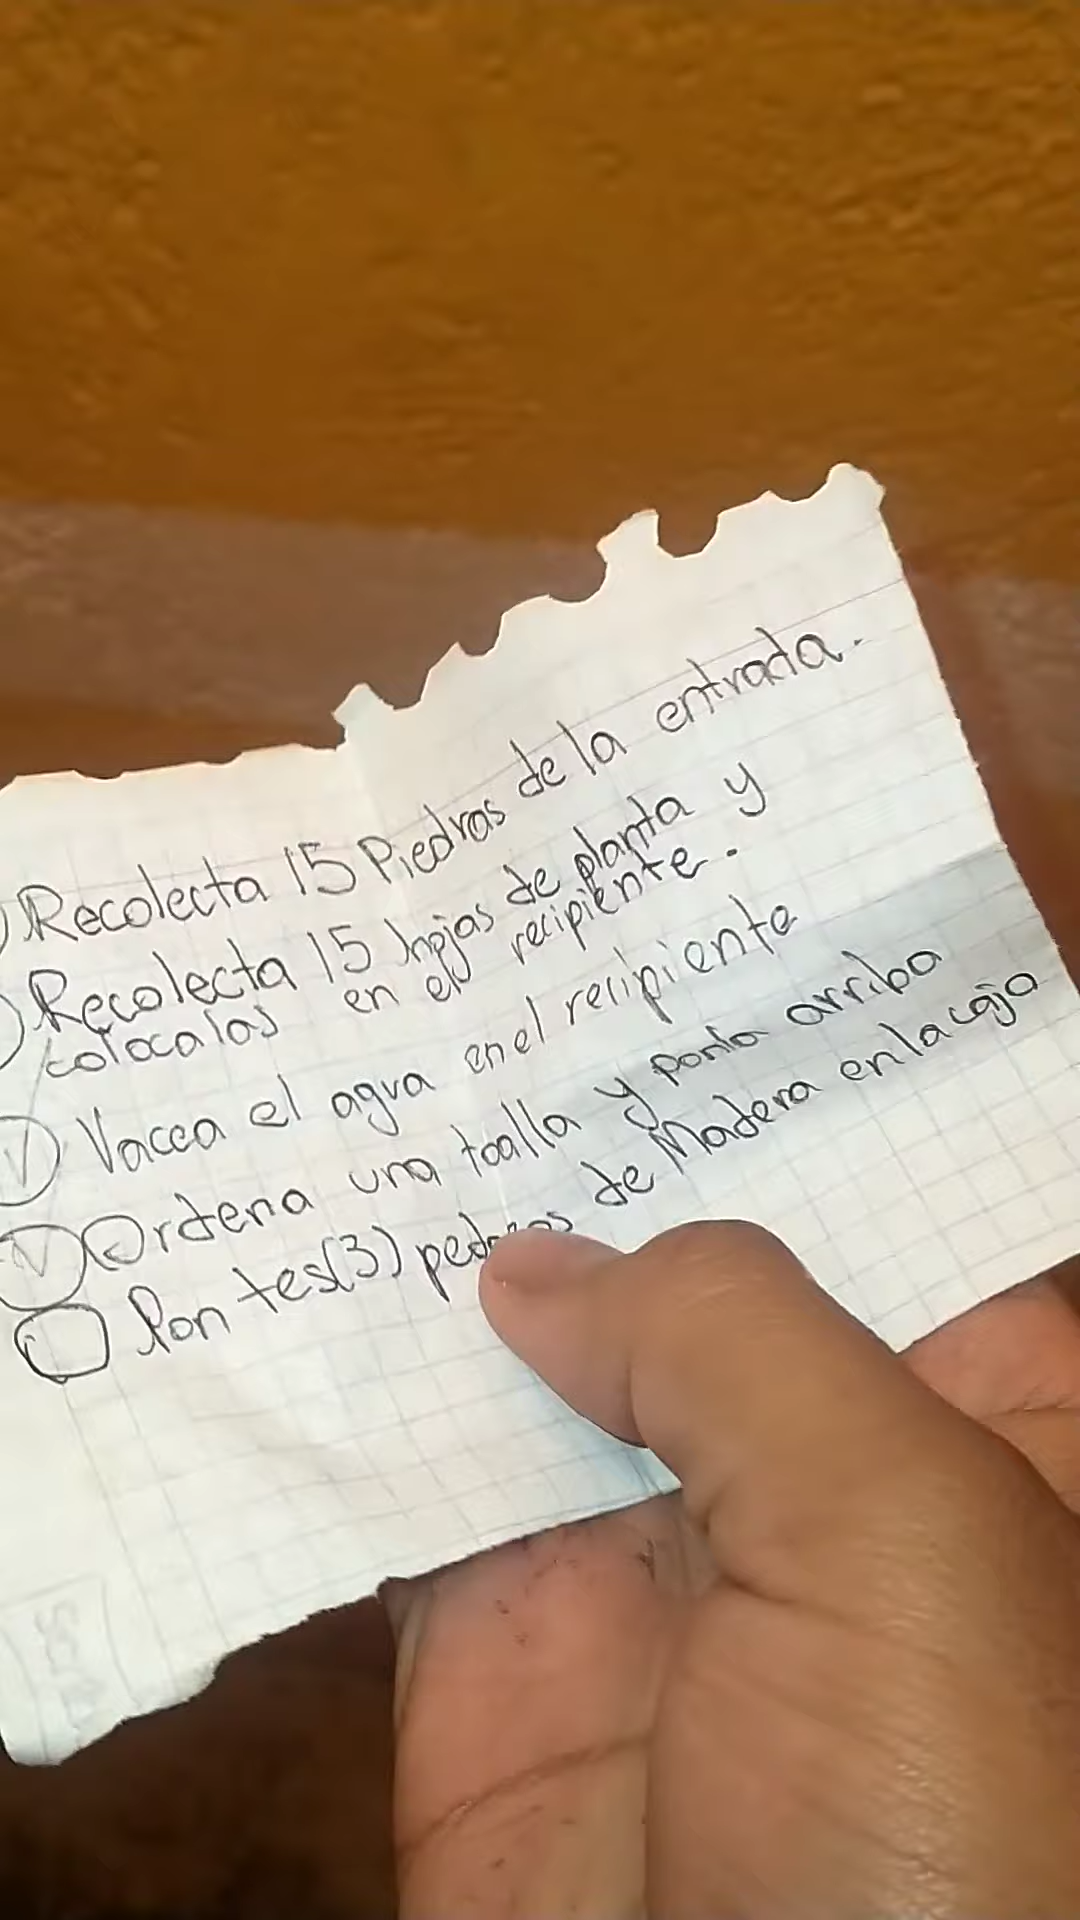 Recolecta 15 Piedras de la entrada.
Recolecta 15 hojas de planta y
colocalas en el recipiente.
Vacea el agua en el recipiente
Ordena una toalla y ponla arriba
Pon tes(3) de Madera en la caja